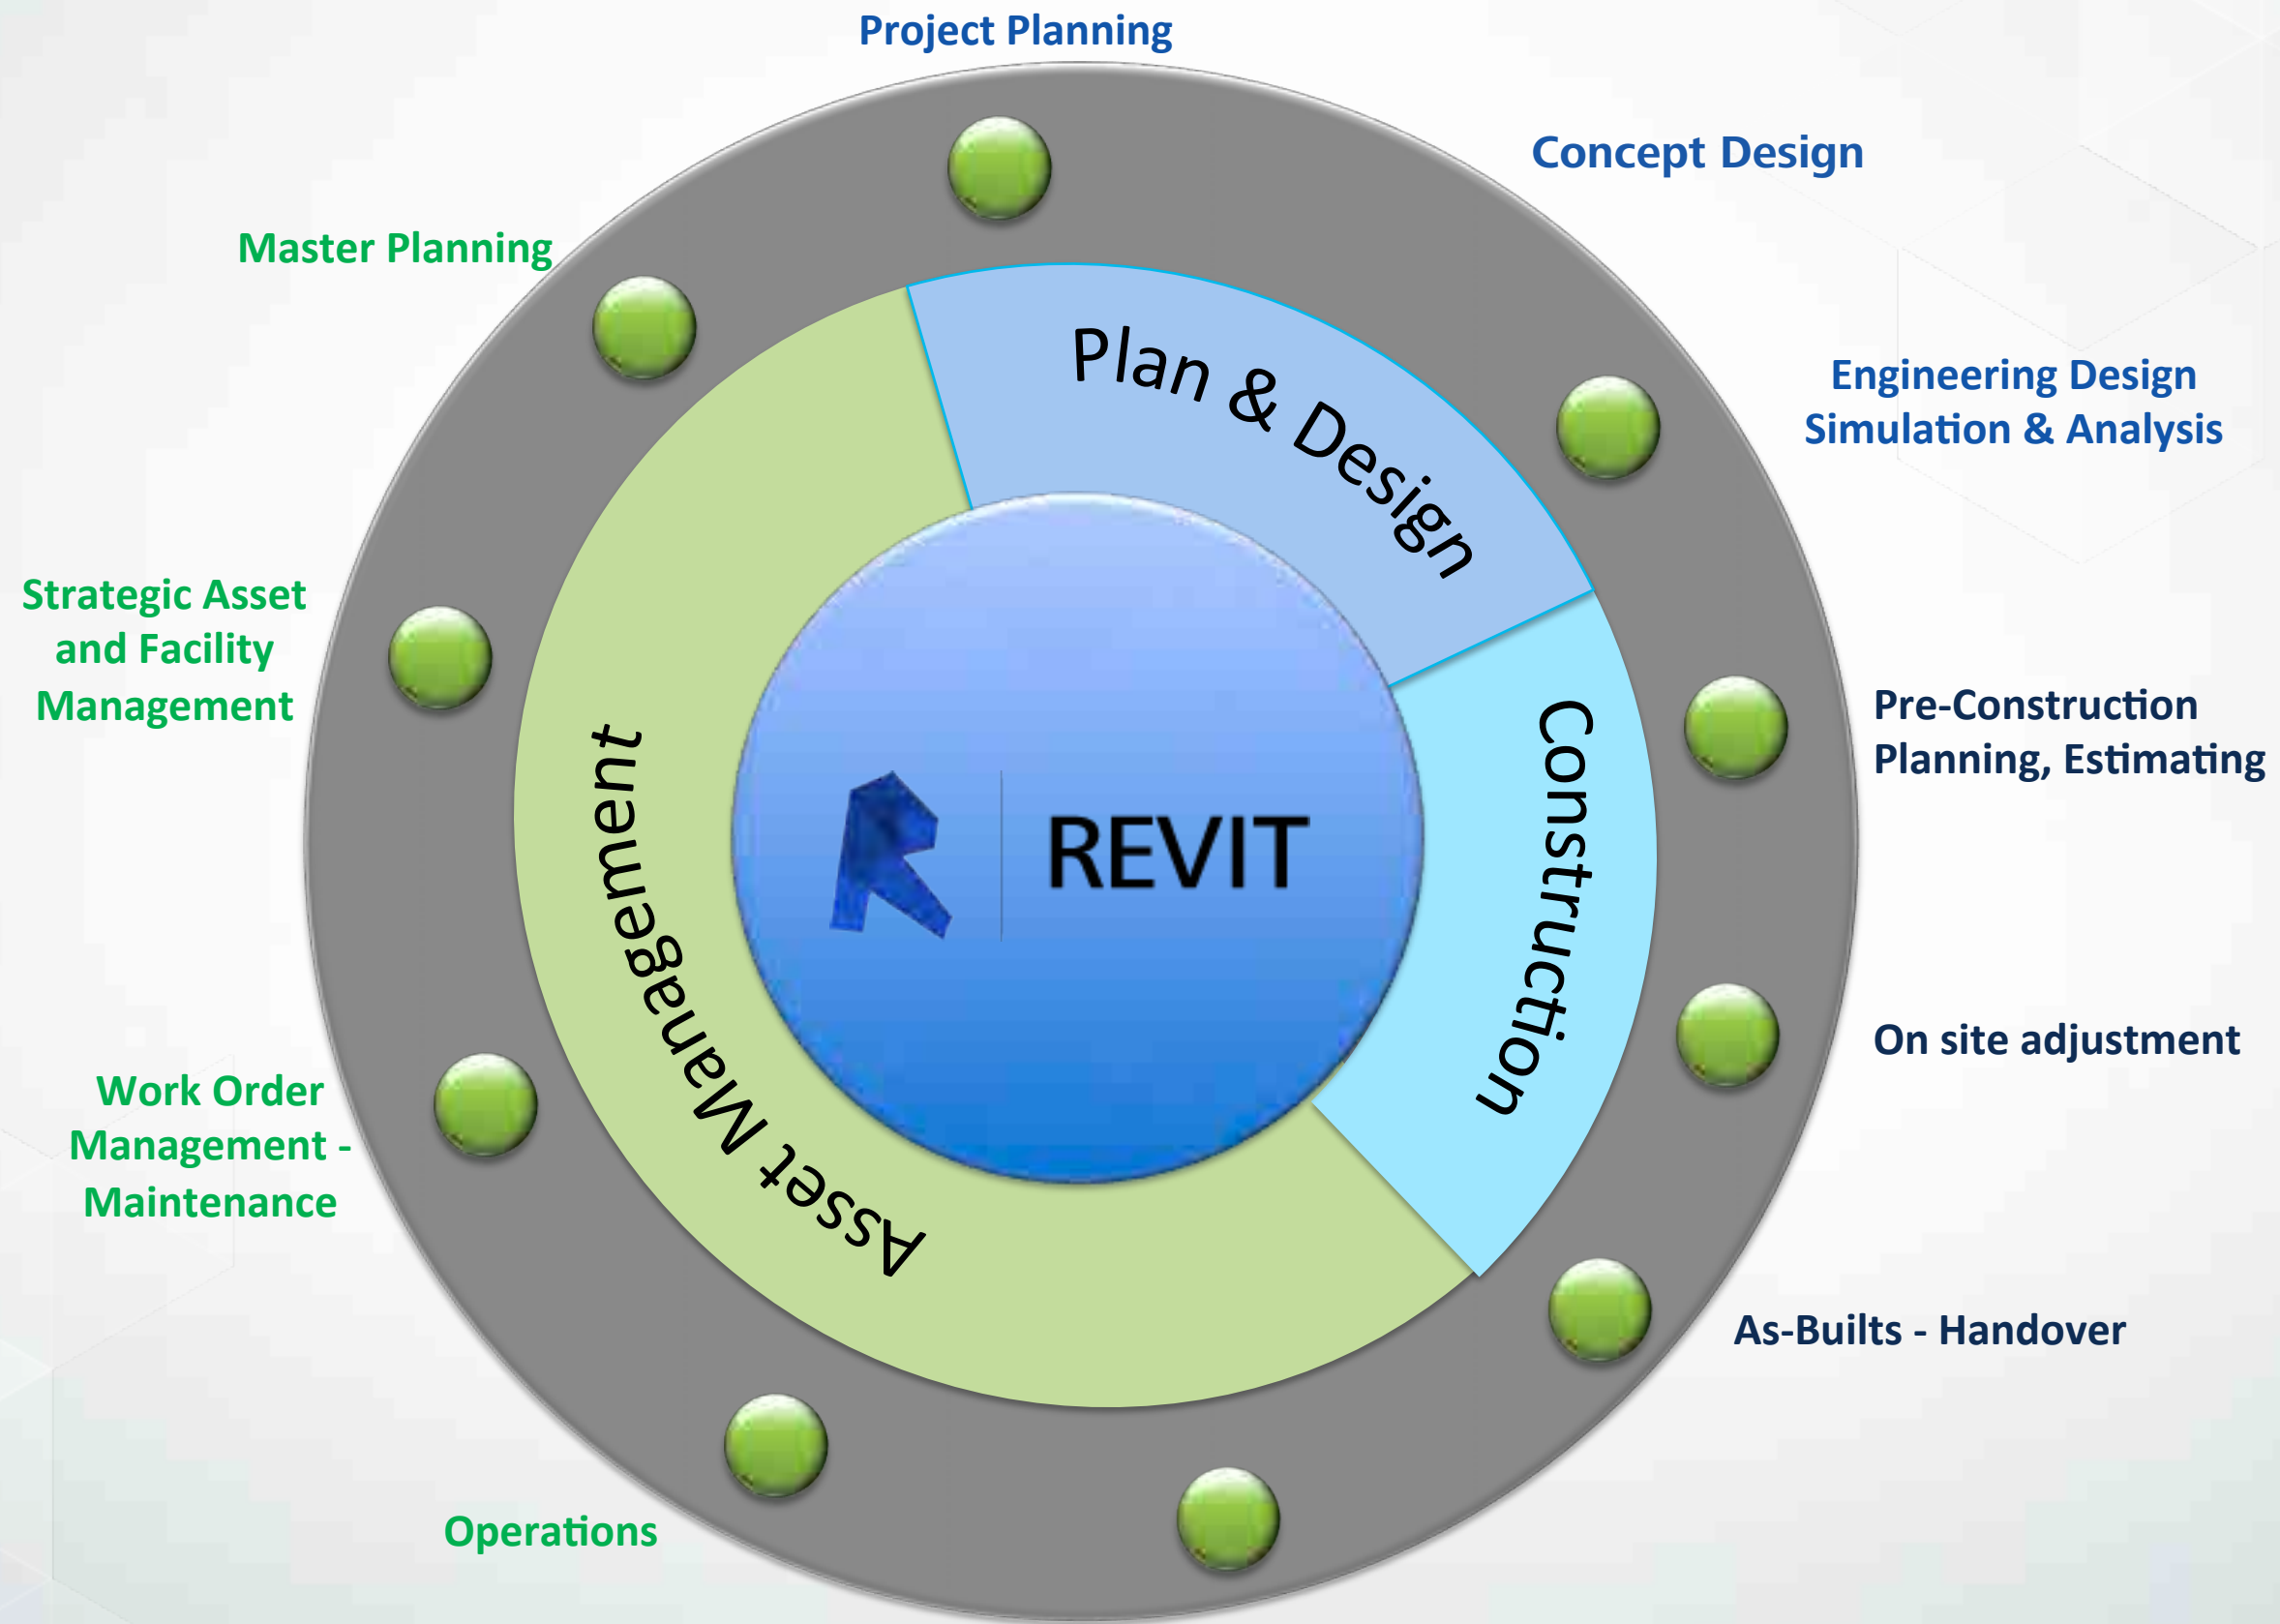 Project Planning
Concept Design
Engineering Design
Simulation & Analysis
Pre-Construction
Planning, Estimating
On site adjustment
As-Builts - Handover
Operations
Work Order
Management -
Maintenance
Strategic Asset
and Facility
Management
Master Planning
Plan & Design
Construction
Asset Management
REVIT